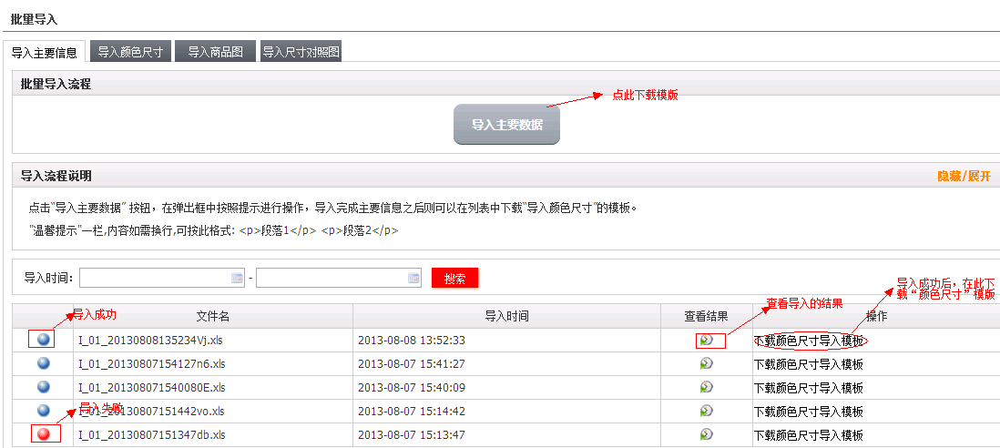 批量导入
导入主要信息 导入颜色尺寸 导入商品图 导入尺寸对照图
批量导入流程
点此下载模版
导入主要数据
导入流程说明 隐藏/展开
点击"导入主要数据" 按钮，在弹出框中按照提示进行操作，导入完成主要信息之后则可以在列表中下载"导入颜色尺寸"的模板。
"温馨提示"一栏,内容如需换行,可按此格式: <p>段落1</p> <p>段落2</p>
导入时间： - 搜索
导入成功后，在此下
载“颜色尺寸”模版
查看导入的结果
导入成功
文件名 导入时间 查看结果 操作
I_01_20130808135234Vj.xls 2013-08-08 13:52:33 下载颜色尺寸导入模板
I_01_20130807154127n6.xls 2013-08-07 15:41:27 下载颜色尺寸导入模板
I_01_201308071540080E.xls 2013-08-07 15:40:09 下载颜色尺寸导入模板
导入失败
I_01_20130807151442vo.xls 2013-08-07 15:14:42 下载颜色尺寸导入模板
I_01_20130807151347db.xls 2013-08-07 15:13:47 下载颜色尺寸导入模板